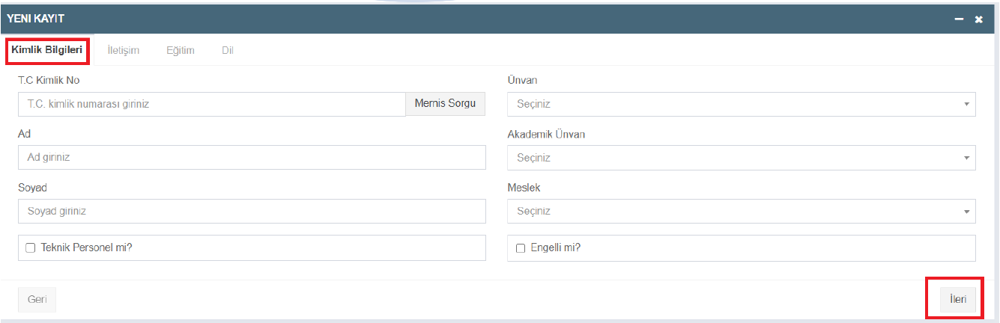 YENİ KAYIT
Kimlik Bilgileri İletişim Eğitim Dil
T.C Kimlik No
Ünvan
T.C. kimlik numarası giriniz Mernis Sorgu
Seçiniz
Ad
Akademik Ünvan
Ad giriniz
Seçiniz
Soyad
Meslek
Soyad giriniz
Seçiniz
Teknik Personel mi?
Engelli mi?
Geri
İleri